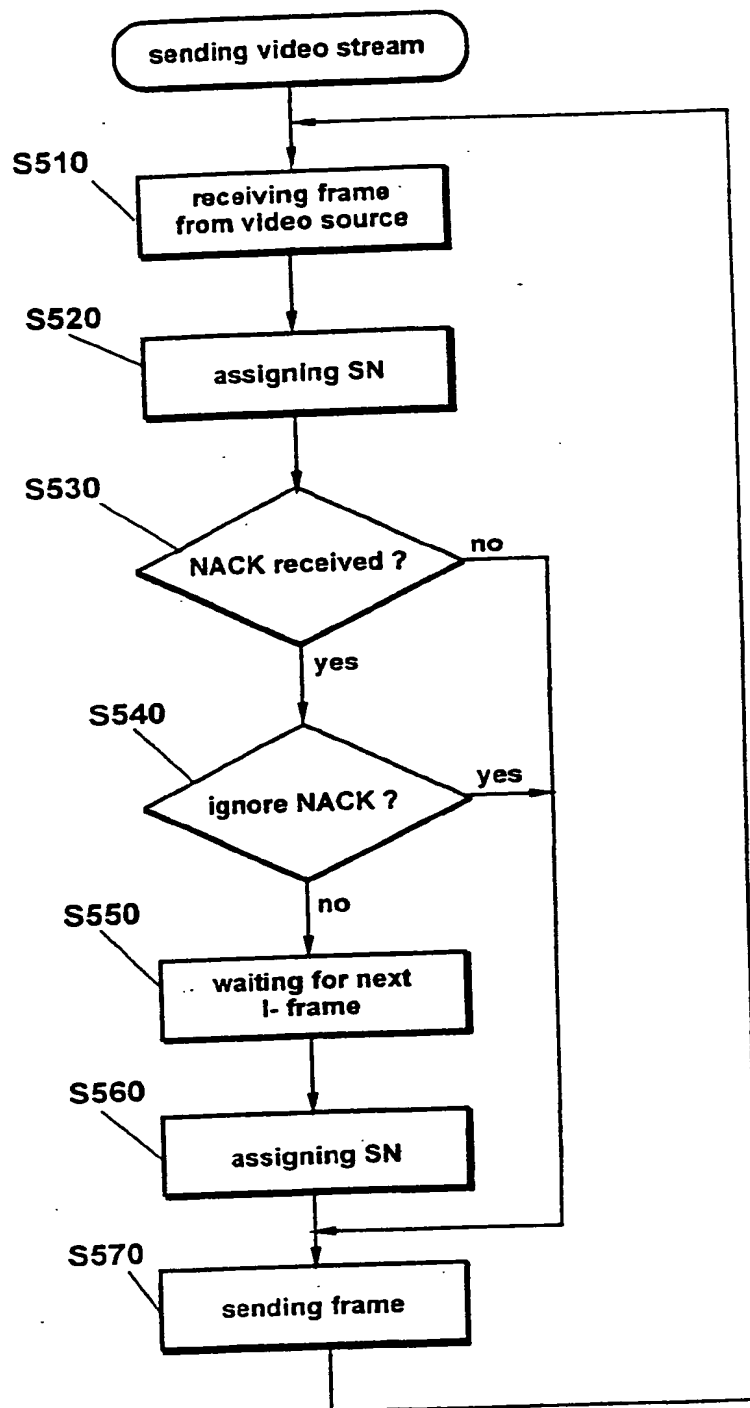 sending video stream
S510
receiving frame
from video source
S520
assigning SN
S530
NACK received ?
no
yes
S540
ignore NACK ?
yes
no
S550
waiting for next
I- frame
S560
assigning SN
S570
sending frame